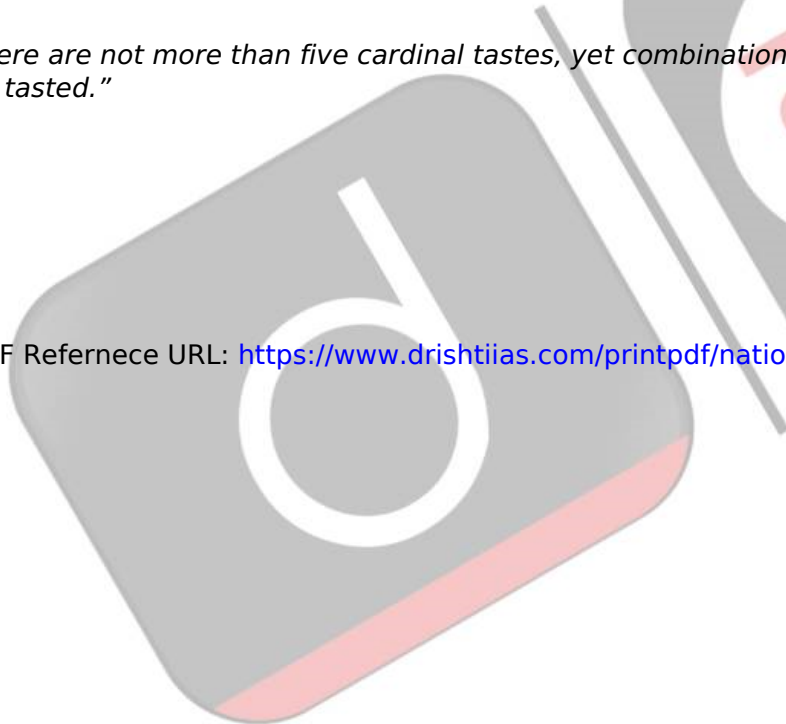 ere are not more than five cardinal tastes, yet combination
tasted.”
F Refernece URL: https://www.drishtiias.com/printpdf/natio